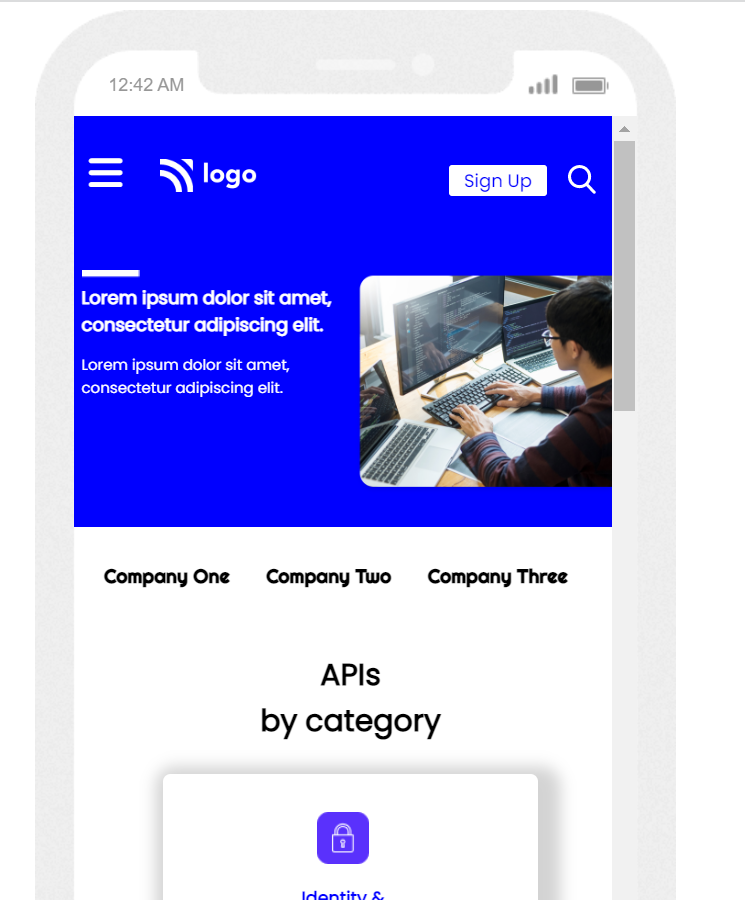 12:42 AM
logo
Sign Up
Lorem ipsum dolor sit amet,
consectetur adipiscing elit.
Lorem ipsum dolor sit amet,
consectetur adipiscing elit.
Company One
Company Two
Company Three
APIs
by category
Identity &